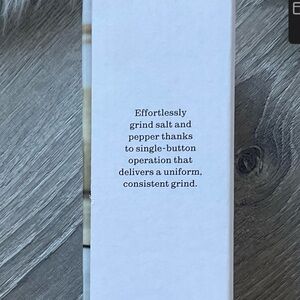 Effortlessly
grind salt and
pepper thanks
to single-button
operation that
delivers a uniform,
consistent grind.